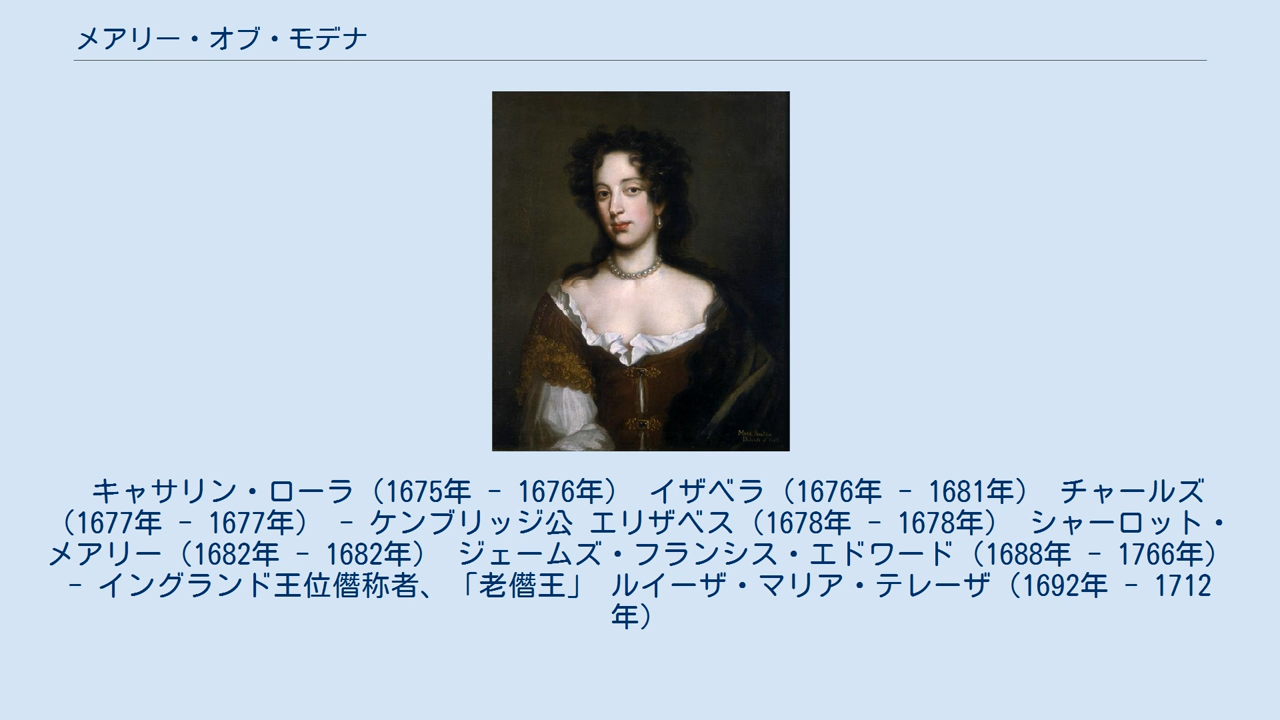 メアリー・オブ・モデナ
キャサリン・ローラ（1675年 - 1676年） イザベラ（1676年 - 1681年） チャールズ
（1677年 - 1677年） - ケンブリッジ公 エリザベス（1678年 - 1678年） シャーロット・
メアリー（1682年 - 1682年） ジェームズ・フランシス・エドワード（1688年 - 1766年）
- イングランド王位僭称者、「老僭王」 ルイーザ・マリア・テレーザ（1692年 - 1712
年）